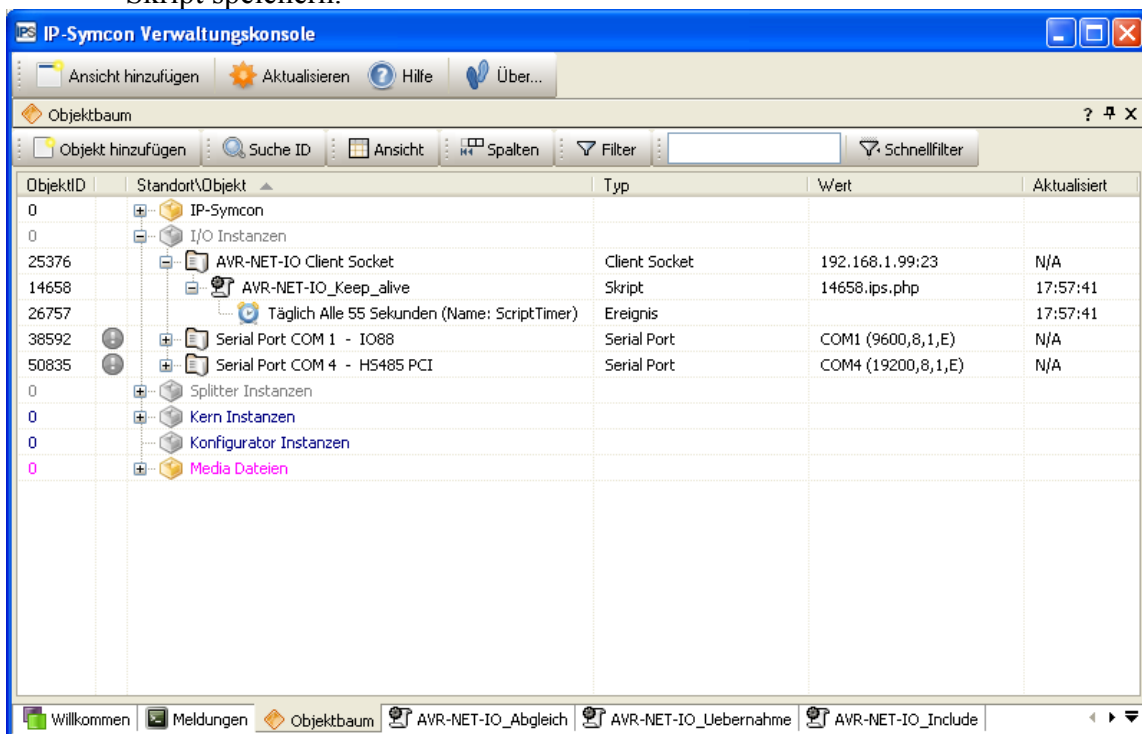 Skript speichern.
IP-Symcon Verwaltungskonsole
Ansicht hinzufügen Aktualisieren Hilfe Über...
Objektbaum
Objekt hinzufügen Suche ID Ansicht Spalten Filter Schnellfilter
ObjektID Standort\Objekt Typ Wert Aktualisiert
0 IP-Symcon
0 I/O Instanzen
25376 AVR-NET-IO Client Socket Client Socket 192.168.1.99:23 N/A
14658 AVR-NET-IO_Keep_alive Skript 14658.ips.php 17:57:41
26757 Täglich Alle 55 Sekunden (Name: ScriptTimer) Ereignis 17:57:41
38592 Serial Port COM 1 - IO88 Serial Port COM1 (9600,8,1,E) N/A
50835 Serial Port COM 4 - HS485 PCI Serial Port COM4 (19200,8,1,E) N/A
0 Splitter Instanzen
0 Kern Instanzen
0 Konfigurator Instanzen
0 Media Dateien
Willkommen Meldungen Objektbaum AVR-NET-IO_Abgleich AVR-NET-IO_Uebernahme AVR-NET-IO_Include